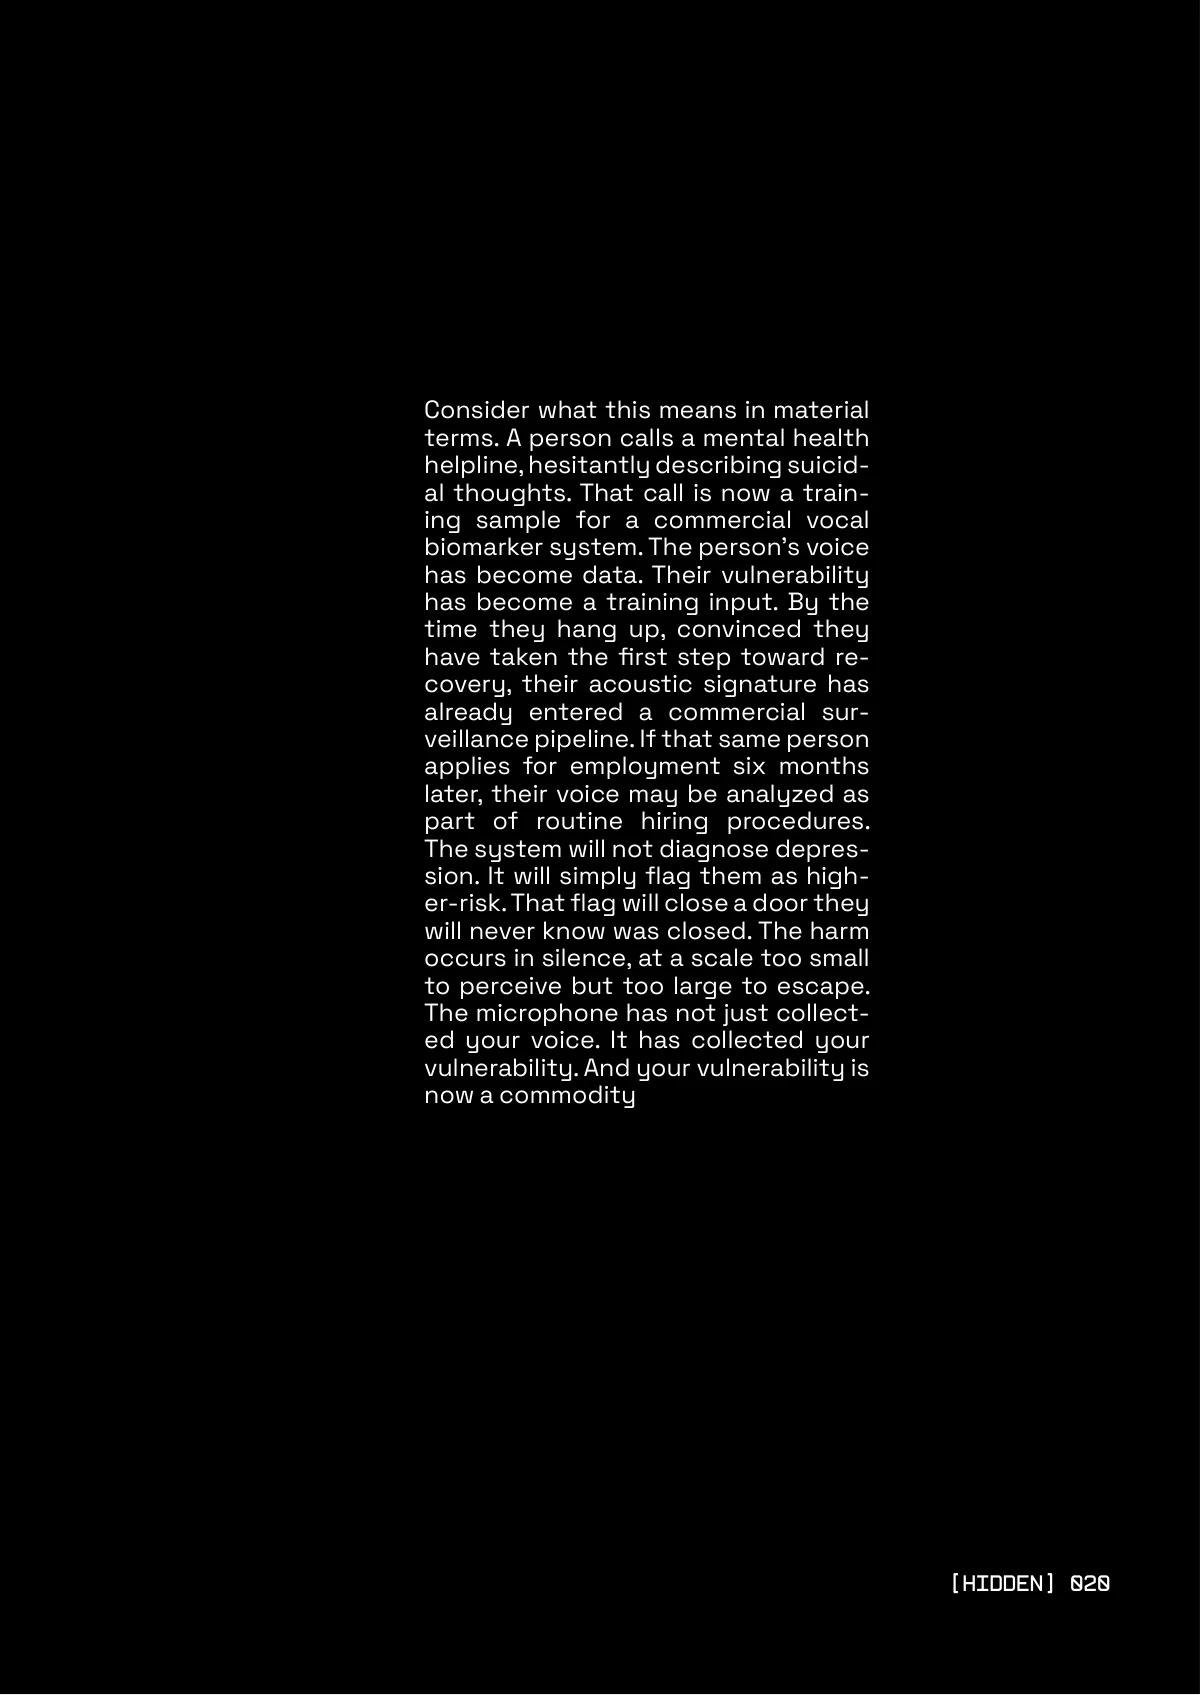 Consider what this means in material
terms. A person calls a mental health
helpline, hesitantly describing suicid-
al thoughts. That call is now a train-
ing sample for a commercial vocal
biomarker system. The person’s voice
has become data. Their vulnerability
has become a training input. By the
time they hang up, convinced they
have taken the first step toward re-
covery, their acoustic signature has
already entered a commercial sur-
veillance pipeline. If that same person
applies for employment six months
later, their voice may be analyzed as
part of routine hiring procedures.
The system will not diagnose depres-
sion. It will simply flag them as high-
er-risk. That flag will close a door they
will never know was closed. The harm
occurs in silence, at a scale too small
to perceive but too large to escape.
The microphone has not just collect-
ed your voice. It has collected your
vulnerability. And your vulnerability is
now a commodity
[HIDDEN] 020